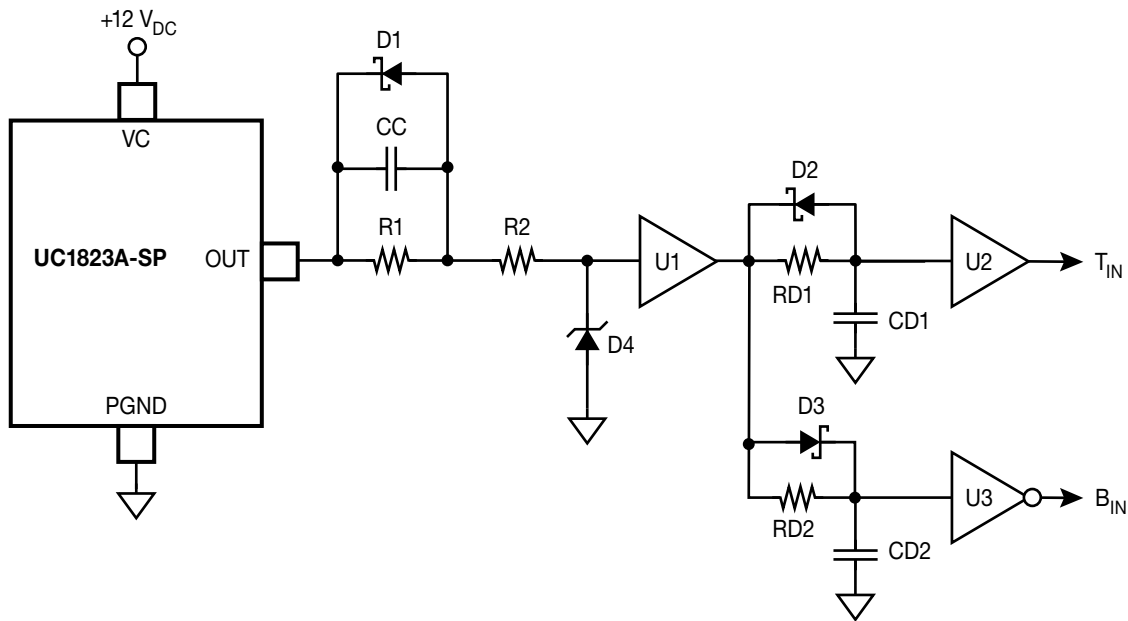 +12 V_DC
D1
VC
CC
D2
R1
R2
UC1823A-SP
OUT
U1
U2
T_IN
RD1
CD1
D4
PGND
D3
U3
B_IN
RD2
CD2